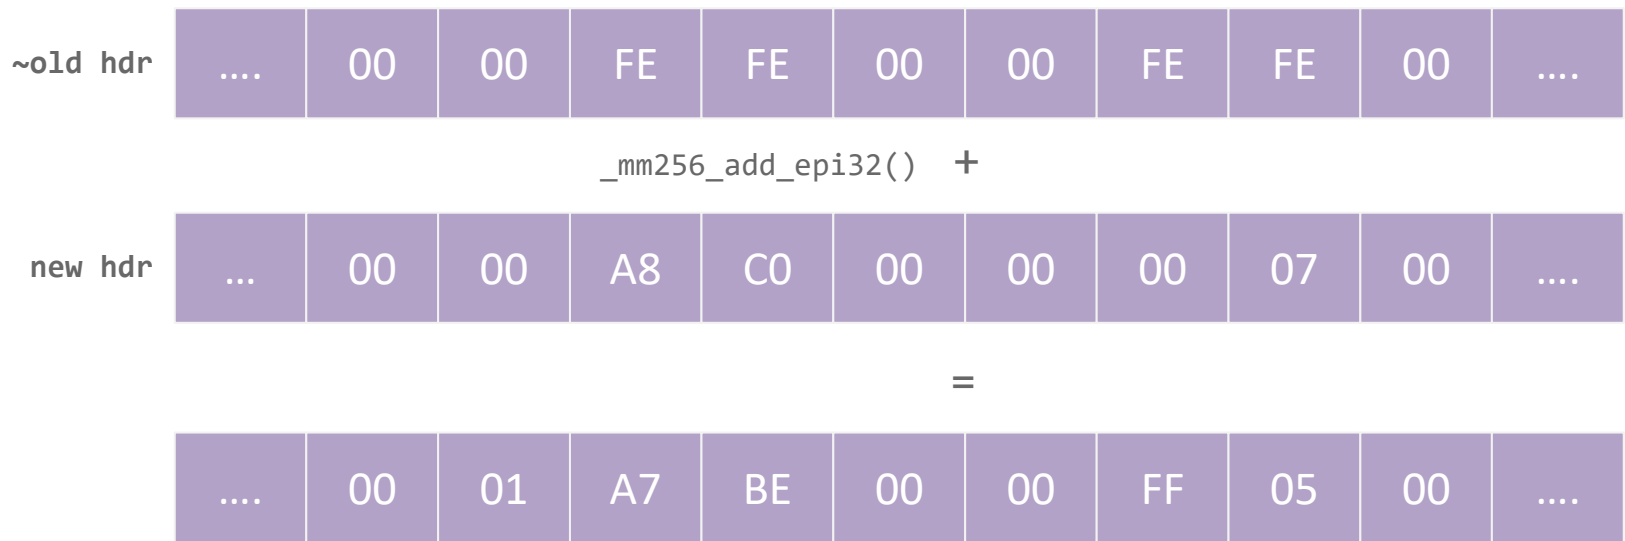 ~old hdr .... 00 00 FE FE 00 00 FE FE 00 ....
_mm256_add_epi32() +
new hdr ... 00 00 A8 C0 00 00 00 07 00 ....
=
.... 00 01 A7 BE 00 00 FF 05 00 ....